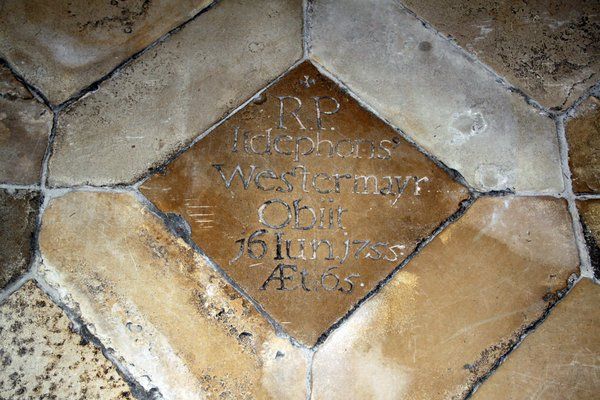 R.P.
Ildephons'
Westermayr
Obiit
16 Iun. 1755.
Æt. 65.